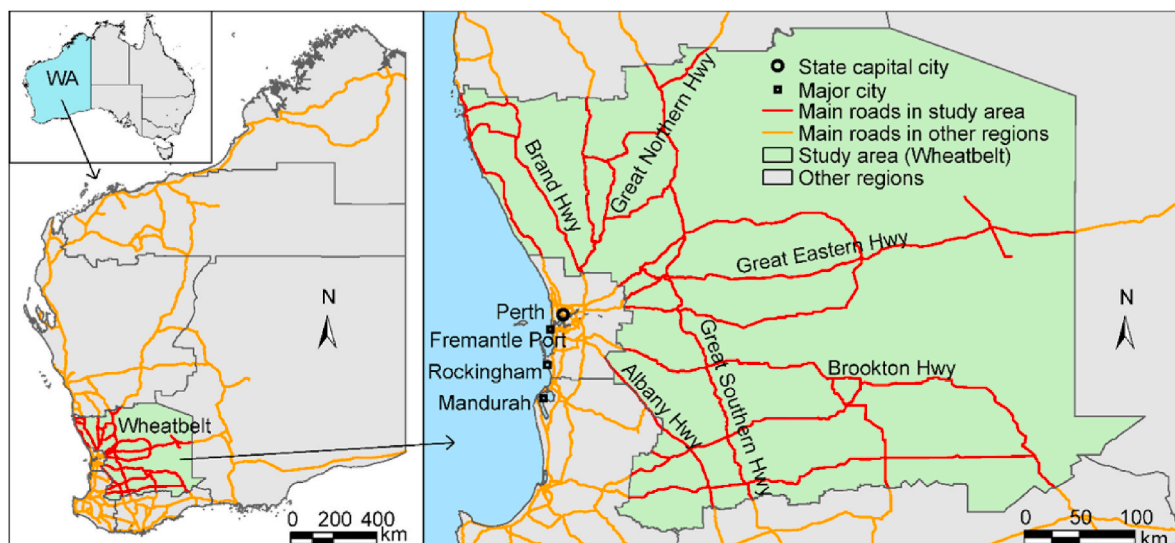 WA
N
Wheatbelt
0 200 400
km
State capital city
Major city
Main roads in study area
Main roads in other regions
Study area (Wheatbelt)
Other regions
Great Northern Hwy
Brand Hwy
Great Eastern Hwy
N
Perth
Fremantle Port
Rockingham
Mandurah
Great Southern Hwy
Albany Hwy
Brookton Hwy
0 50 100
km